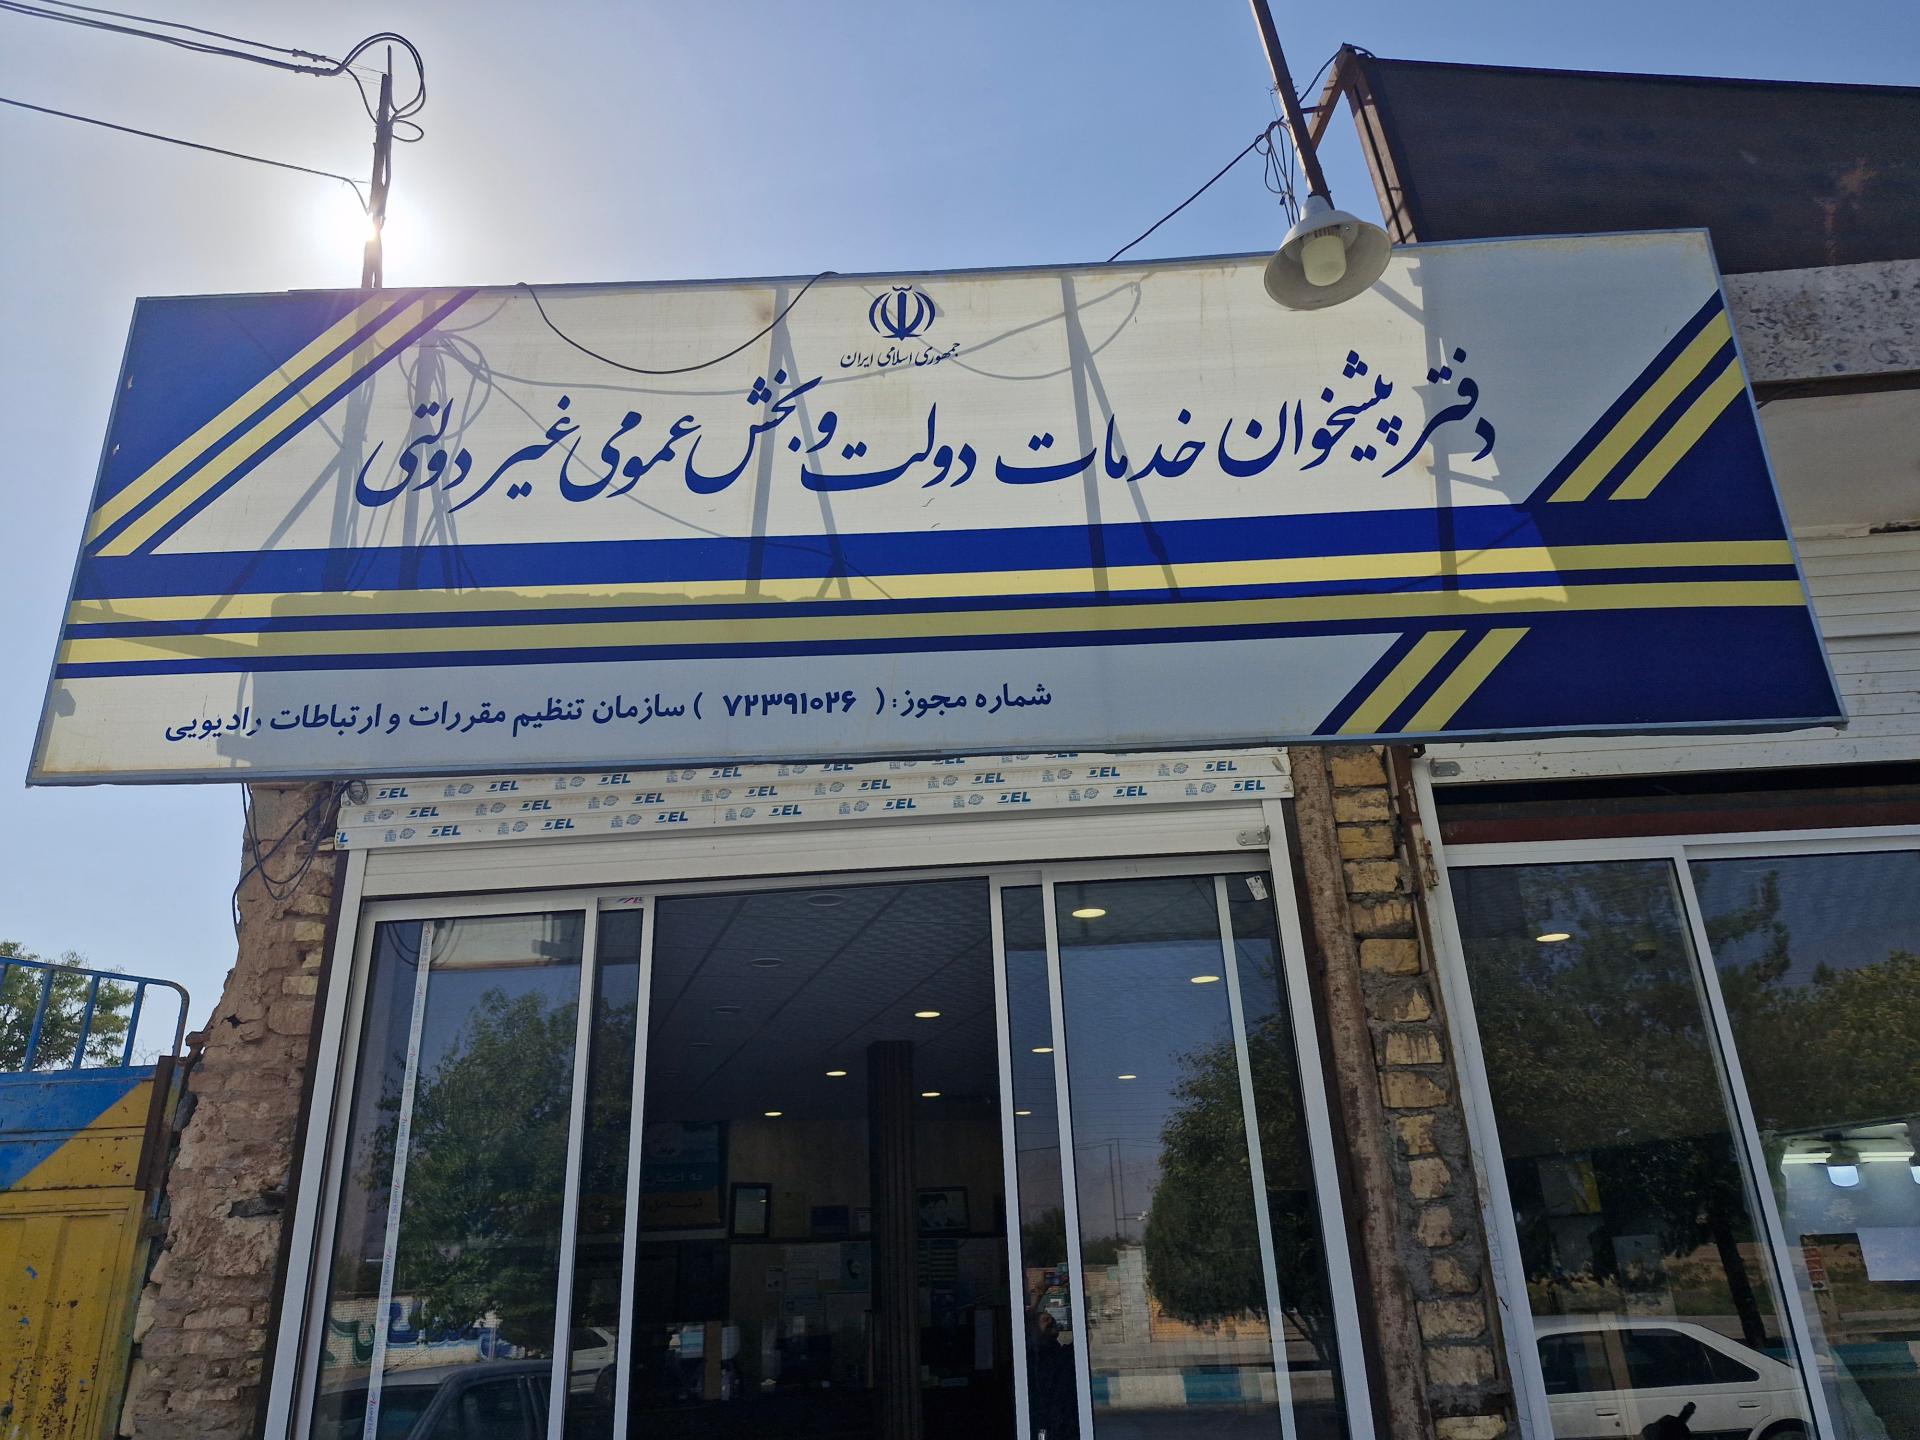 جمهوری اسلامی ایران
دفتر پیشخوان خدمات دولت و بخش عمومی غیر دولتی
شماره مجوز: ( ۷۲۳۹۱۰۲۶ ) سازمان تنظیم مقررات و ارتباطات رادیویی